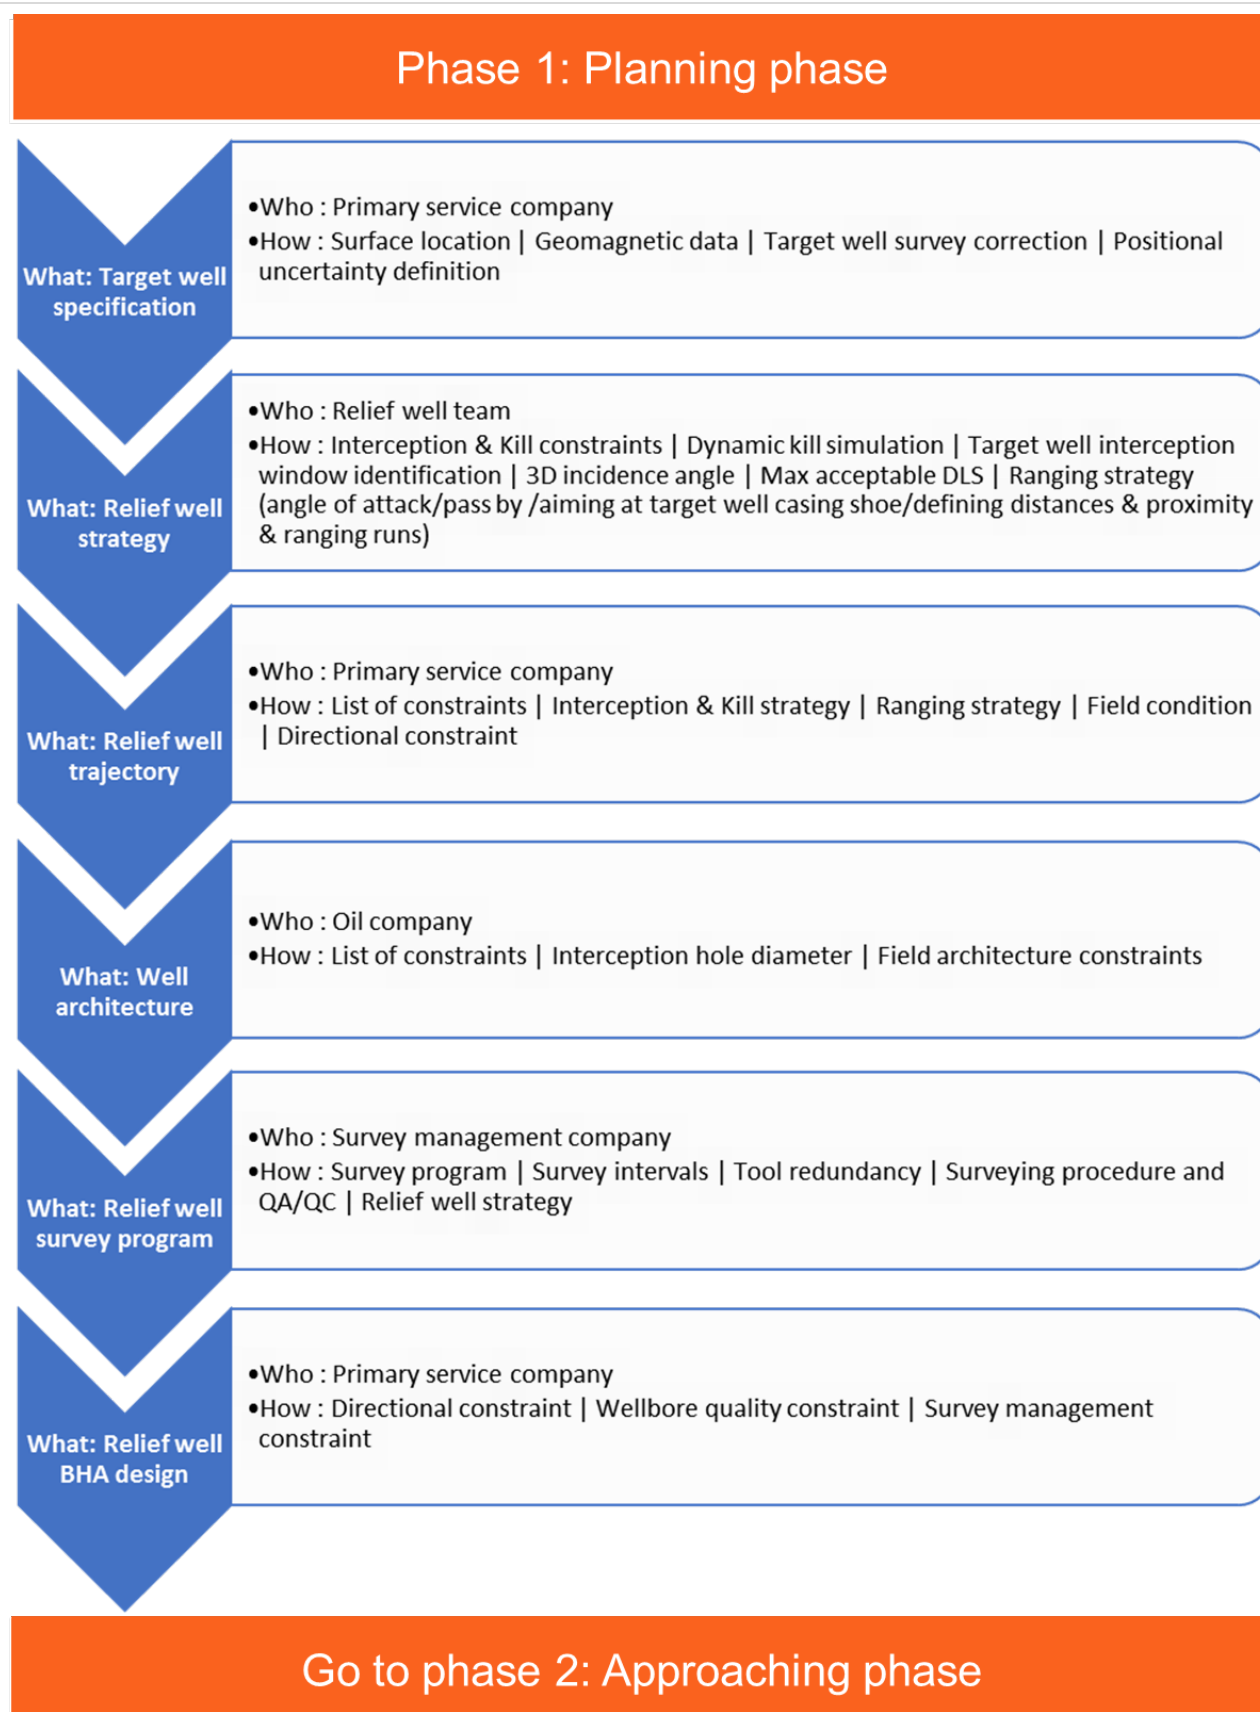 Phase 1: Planning phase
What: Target well
specification
•Who : Primary service company
•How : Surface location | Geomagnetic data | Target well survey correction | Positional
uncertainty definition
What: Relief well
strategy
•Who : Relief well team
•How : Interception & Kill constraints | Dynamic kill simulation | Target well interception
window identification | 3D incidence angle | Max acceptable DLS | Ranging strategy
(angle of attack/pass by /aiming at target well casing shoe/defining distances & proximity
& ranging runs)
What: Relief well
trajectory
•Who : Primary service company
•How : List of constraints | Interception & Kill strategy | Ranging strategy | Field condition
| Directional constraint
What: Well
architecture
•Who : Oil company
•How : List of constraints | Interception hole diameter | Field architecture constraints
What: Relief well
survey program
•Who : Survey management company
•How : Survey program | Survey intervals | Tool redundancy | Surveying procedure and
QA/QC | Relief well strategy
What: Relief well
BHA design
•Who : Primary service company
•How : Directional constraint | Wellbore quality constraint | Survey management
constraint
Go to phase 2: Approaching phase